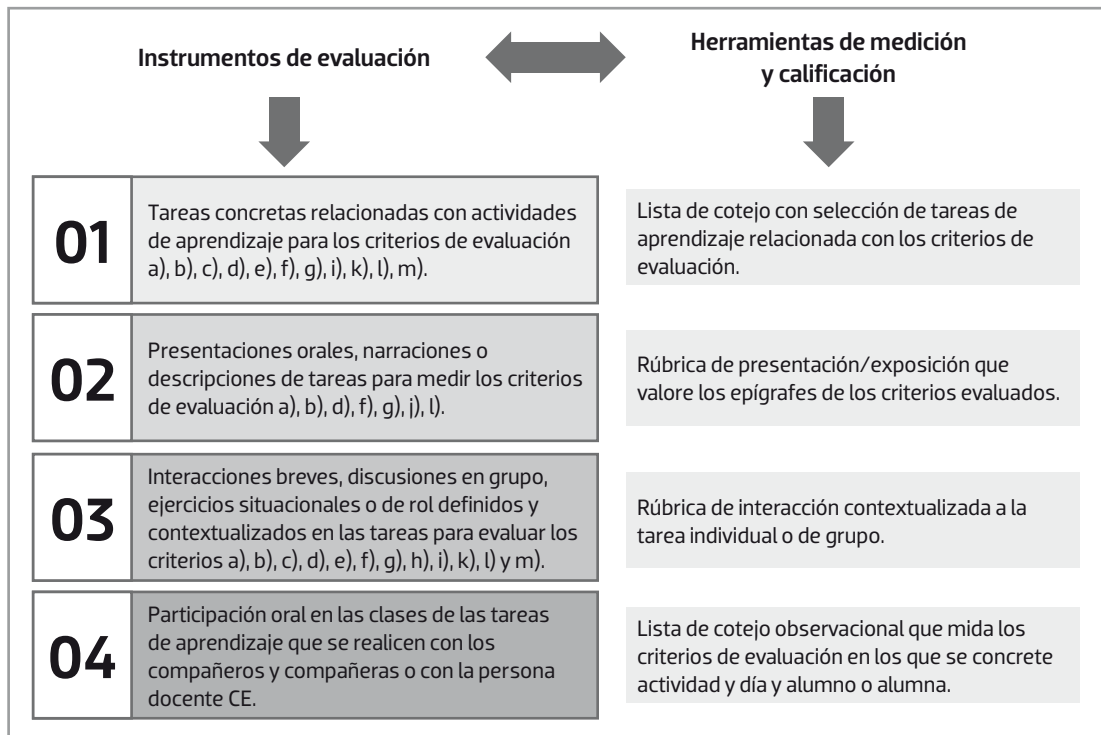 Instrumentos de evaluación
Herramientas de medición
y calificación
01
Tareas concretas relacionadas con actividades
de aprendizaje para los criterios de evaluación
a), b), c), d), e), f), g), i), k), l), m).
Lista de cotejo con selección de tareas de
aprendizaje relacionada con los criterios de
evaluación.
02
Presentaciones orales, narraciones o
descripciones de tareas para medir los criterios
de evaluación a), b), d), f), g), j), l).
Rúbrica de presentación/exposición que
valore los epígrafes de los criterios evaluados.
03
Interacciones breves, discusiones en grupo,
ejercicios situacionales o de rol definidos y
contextualizados en las tareas para evaluar los
criterios a), b), c), d), e), f), g), h), i), k), l) y m).
Rúbrica de interacción contextualizada a la
tarea individual o de grupo.
04
Participación oral en las clases de las tareas
de aprendizaje que se realicen con los
compañeros y compañeras o con la persona
docente CE.
Lista de cotejo observacional que mida los
criterios de evaluación en los que se concrete
actividad y día y alumno o alumna.